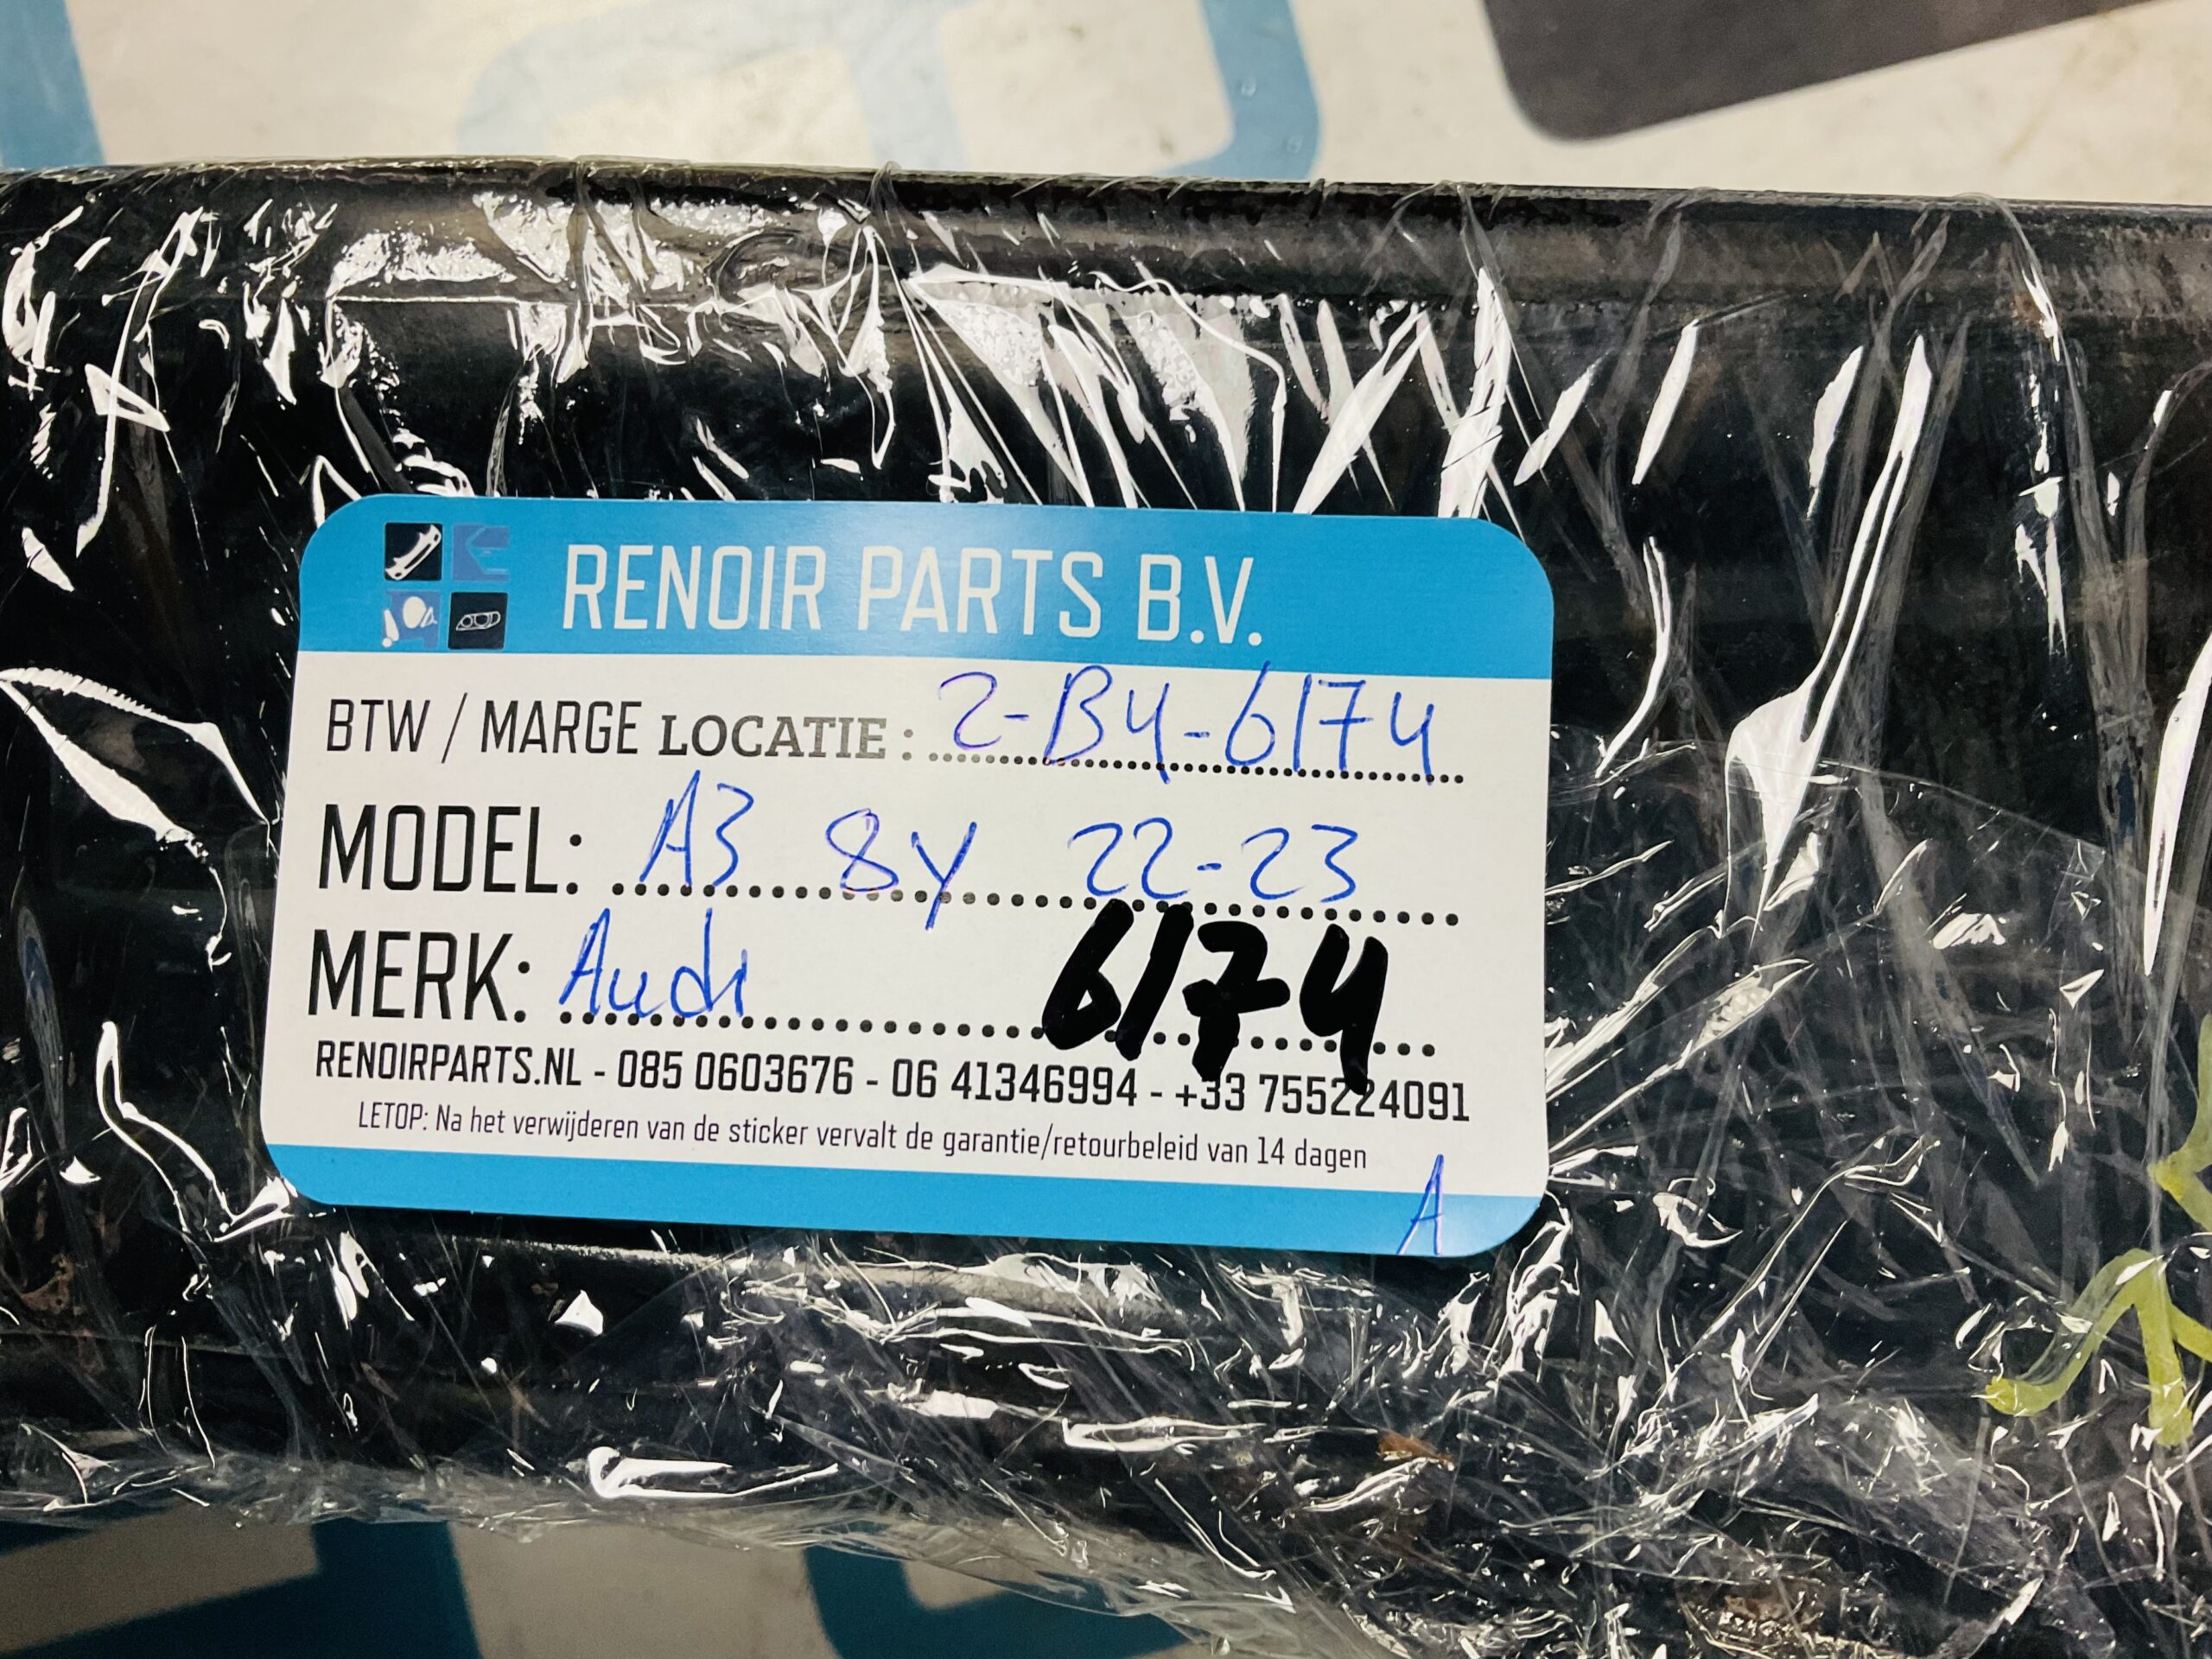 RENOIR PARTS B.V.
BTW / MARGE LOCATIE : 2-B4-6174
MODEL: A3 8Y 22-23
MERK: Audi 6174
RENOIRPARTS.NL - 085 0603676 - 06 41346994 - +33 755224091
LETOP: Na het verwijderen van de sticker vervalt de garantie/retourbeleid van 14 dagen
A